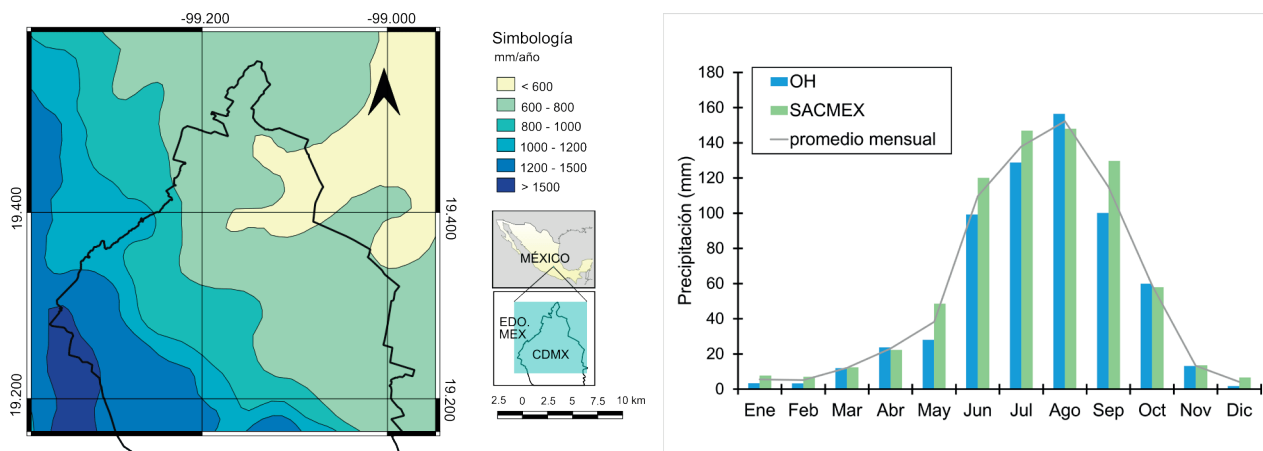 -99.200
-99.000
19.400
19.400
19.200
19.200
Simbología
mm/año
< 600
600 - 800
800 - 1000
1000 - 1200
1200 - 1500
> 1500
MÉXICO
EDO.
MEX
CDMX
2.5 0 2.5 5 7.5 10 km
Precipitación (mm)
180
160
140
120
100
80
60
40
20
0
OH
SACMEX
promedio mensual
Ene Feb Mar Abr May Jun Jul Ago Sep Oct Nov Dic